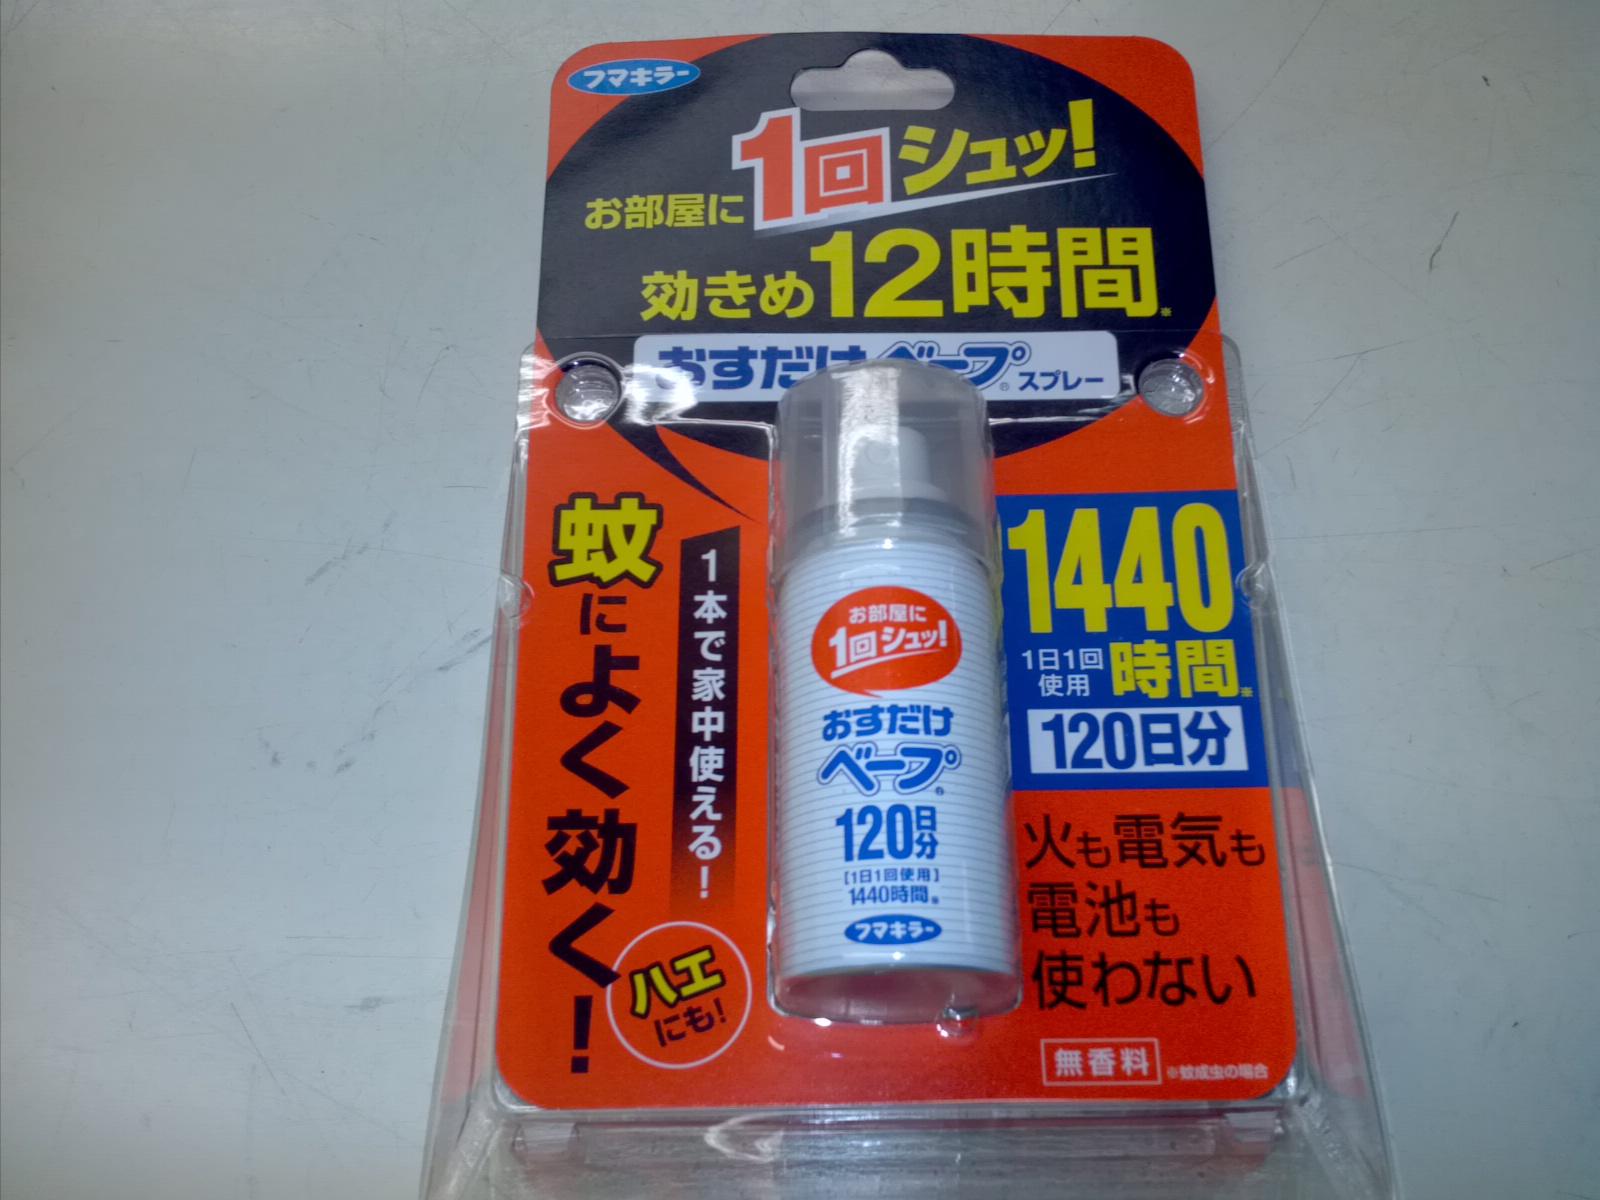 フマキラー
お部屋に1回シュッ!
効きめ12時間※
おすだけベープ®スプレー
蚊によく効く!
1本で家中使える!
ハエ
にも!
お部屋に
1回シュッ!
おすだけ
ベープ®
120日分
[1日1回使用]
1440時間※
フマキラー
1440
1日1回
使用
時間※
120日分
火も電気も
電池も
使わない
無香料
※蚊成虫の場合